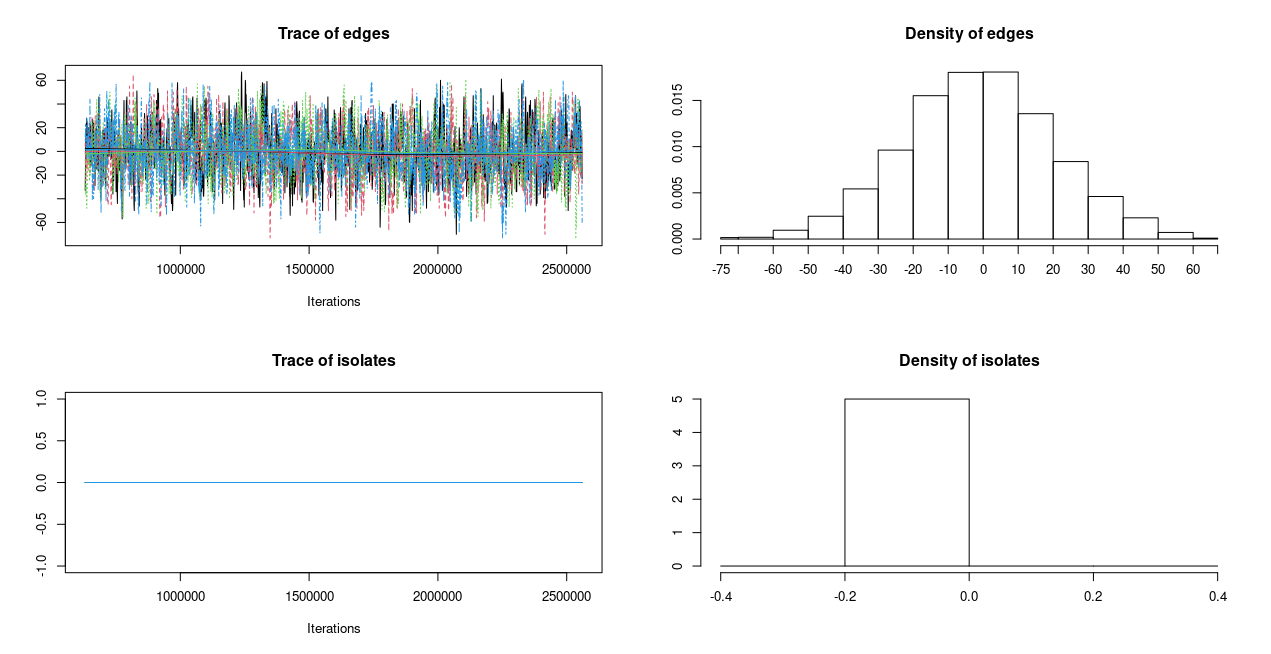 Trace of edges
60
20
0
-20
-60
1000000 1500000 2000000 2500000
Iterations
Density of edges
0.015
0.010
0.005
0.000
-75 -60 -50 -40 -30 -20 -10 0 10 20 30 40 50 60
Trace of isolates
1.0
0.5
0.0
-0.5
-1.0
1000000 1500000 2000000 2500000
Iterations
Density of isolates
5
4
3
2
1
0
-0.4 -0.2 0.0 0.2 0.4